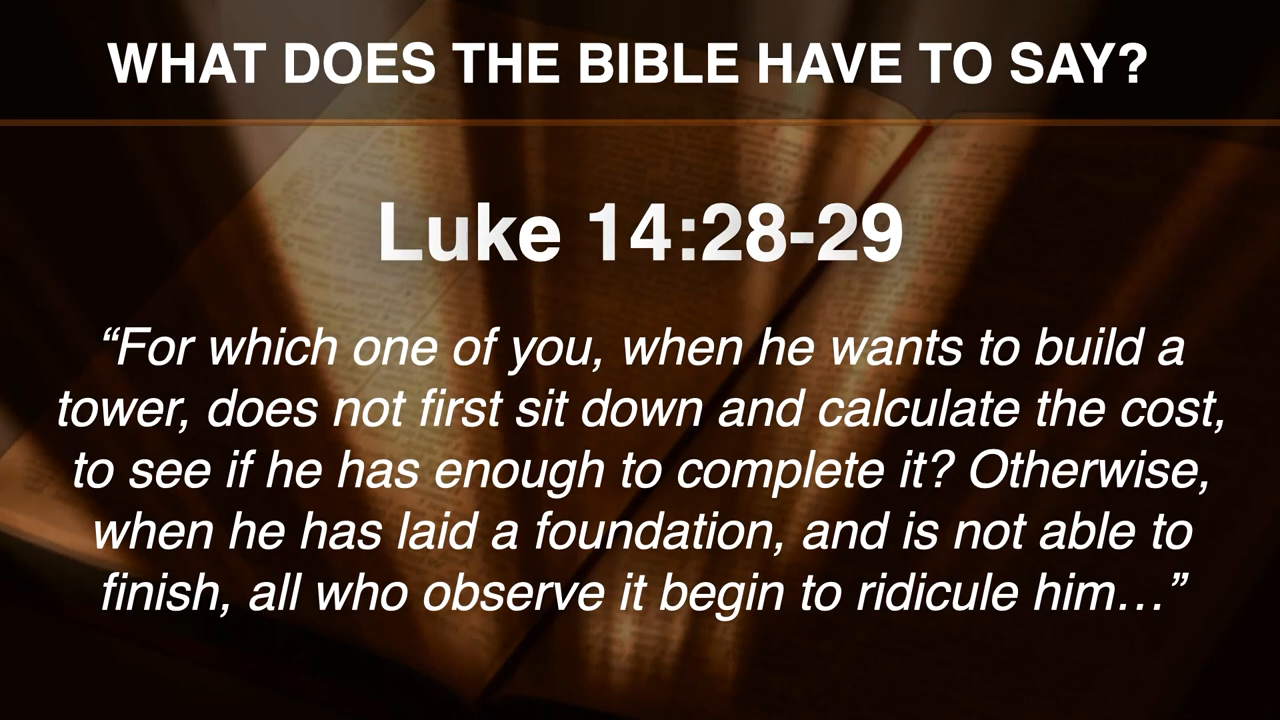 WHAT DOES THE BIBLE HAVE TO SAY?
Luke 14:28-29
“For which one of you, when he wants to build a
tower, does not first sit down and calculate the cost,
to see if he has enough to complete it? Otherwise,
when he has laid a foundation, and is not able to
finish, all who observe it begin to ridicule him…”